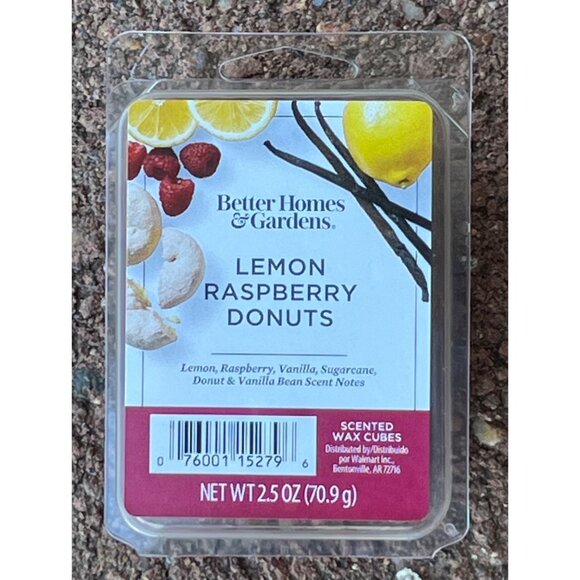 Better Homes
& Gardens®
LEMON
RASPBERRY
DONUTS
Lemon, Raspberry, Vanilla, Sugarcane,
Donut & Vanilla Bean Scent Notes
SCENTED
WAX CUBES
Distributed by/Distribuido
por Walmart Inc.,
Bentonville, AR 72716
0 76001 15279 6
NET WT 2.5 OZ (70.9 g)